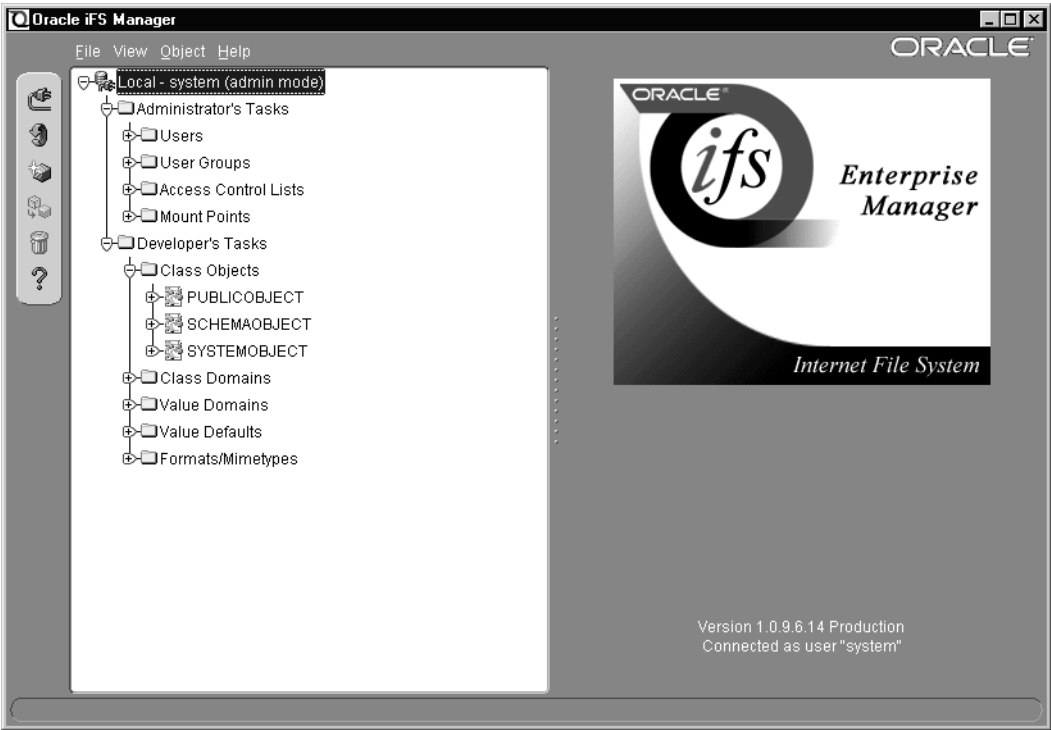 Oracle iFS Manager
File View Object Help
ORACLE
Local - system (admin mode)
Administrator's Tasks
Users
User Groups
Access Control Lists
Mount Points
Developer's Tasks
Class Objects
PUBLICOBJECT
SCHEMAOBJECT
SYSTEMOBJECT
Class Domains
Value Domains
Value Defaults
Formats/Mimetypes
ORACLE®
ifs
Enterprise
Manager
Internet File System
Version 1.0.9.6.14 Production
Connected as user "system"